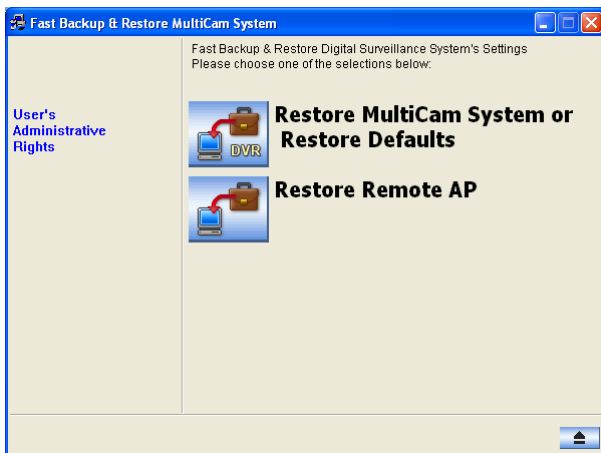 Fast Backup & Restore MultiCam System
Fast Backup & Restore Digital Surveillance System's Settings
Please choose one of the selections below:
User's
Administrative
Rights
DVR
Restore MultiCam System or
Restore Defaults
Restore Remote AP